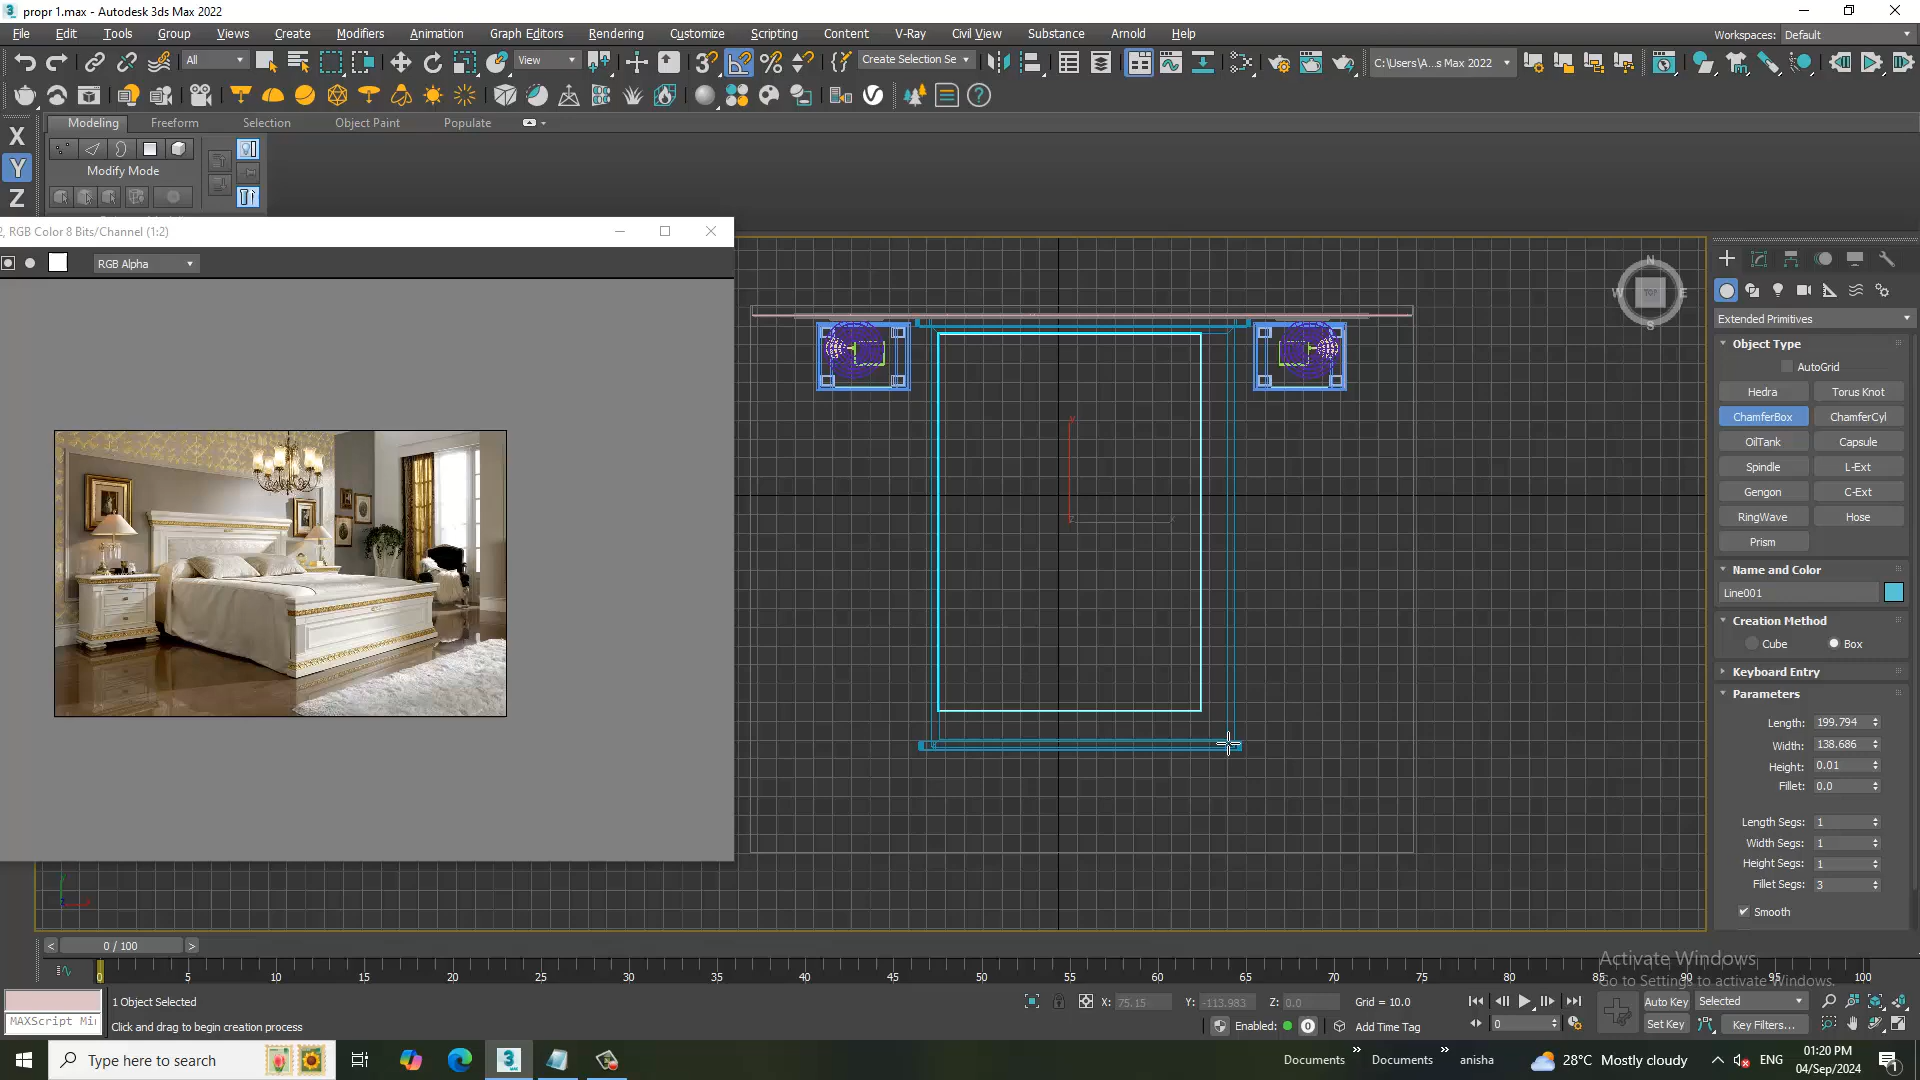 propr 1.max - Autodesk 3ds Max 2022
File Edit Tools Group Views Create Modifiers Animation Graph Editors Rendering Customize Scripting Content V-Ray Civil View Substance Arnold Help
Workspaces: Default
All View Create Selection Se C:\Users\A...s Max 2022
Modeling Freeform Selection Object Paint Populate
X
Y
Z
Modify Mode
2, RGB Color 8 Bits/Channel (1:2)
RGB Alpha
N
W TOP E
S
Extended Primitives
Object Type
AutoGrid
Hedra Torus Knot
ChamferBox ChamferCyl
OilTank Capsule
Spindle L-Ext
Gengon C-Ext
RingWave Hose
Prism
Name and Color
Line001
Creation Method
Cube Box
Keyboard Entry
Parameters
Length: 199.794
Width: 138.686
Height: 0.01
Fillet: 0.0
Length Segs: 1
Width Segs: 1
Height Segs: 1
Fillet Segs: 3
Smooth
< 0 / 100 >
0 5 10 15 20 25 30 35 40 45 50 55 60 65 70 75 80 85 90 95 100
Activate Windows
Go to Settings to activate Windows.
1 Object Selected
X: 75.15 Y: -113.983 Z: 0.0 Grid = 10.0
Auto Key Selected
MAXScript Mi
Click and drag to begin creation process
Enabled: 0 Add Time Tag
0 Set Key Key Filters...
Type here to search
Documents Documents anisha
28°C Mostly cloudy
ENG
01:20 PM
04/Sep/2024
1